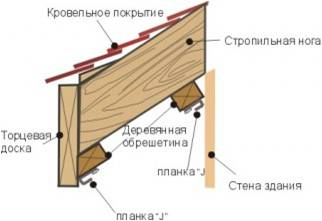 Кровельное покрытие
Стропильная нога
Торцевая
доска
Деревянная
обрешетина
планка "J"
Стена здания
планка "J"